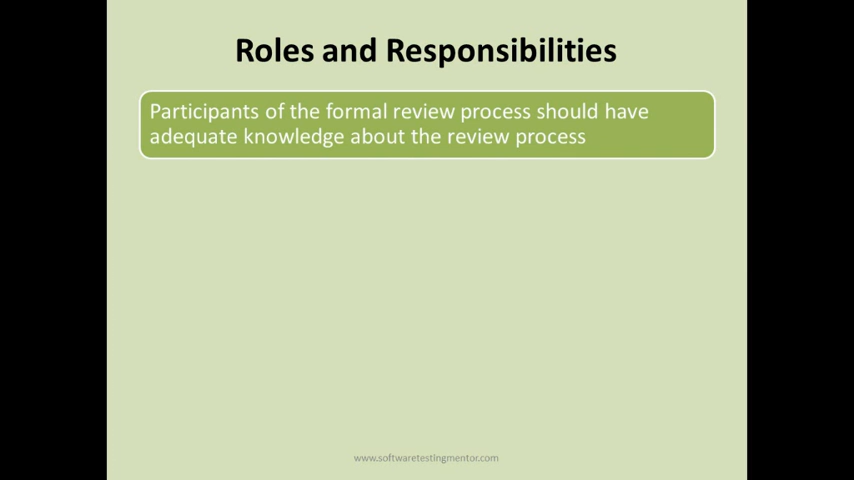 Roles and Responsibilities
Participants of the formal review process should have
adequate knowledge about the review process
www.softwaretestingmentor.com